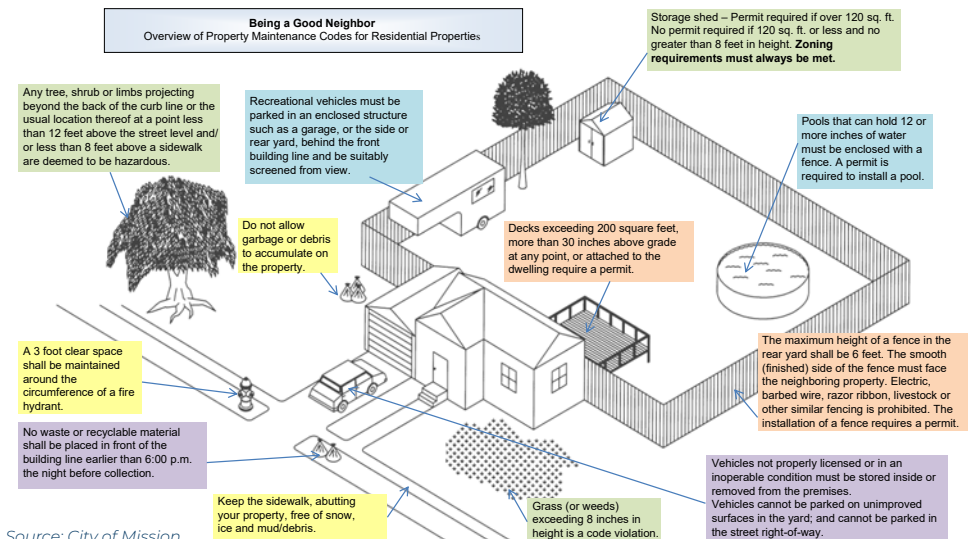 Being a Good Neighbor
Overview of Property Maintenance Codes for Residential Properties
Storage shed – Permit required if over 120 sq. ft.
No permit required if 120 sq. ft. or less and no
greater than 8 feet in height. Zoning
requirements must always be met.
Any tree, shrub or limbs projecting
beyond the back of the curb line or the
usual location thereof at a point less
than 12 feet above the street level and/
or less than 8 feet above a sidewalk
are deemed to be hazardous.
Recreational vehicles must be
parked in an enclosed structure
such as a garage, or the side or
rear yard, behind the front
building line and be suitably
screened from view.
Pools that can hold 12 or
more inches of water
must be enclosed with a
fence. A permit is
required to install a pool.
Do not allow
garbage or debris
to accumulate on
the property.
Decks exceeding 200 square feet,
more than 30 inches above grade
at any point, or attached to the
dwelling require a permit.
A 3 foot clear space
shall be maintained
around the
circumference of a fire
hydrant.
The maximum height of a fence in the
rear yard shall be 6 feet. The smooth
(finished) side of the fence must face
the neighboring property. Electric,
barbed wire, razor ribbon, livestock or
other similar fencing is prohibited. The
installation of a fence requires a permit.
No waste or recyclable material
shall be placed in front of the
building line earlier than 6:00 p.m.
the night before collection.
Vehicles not properly licensed or in an
inoperable condition must be stored inside or
removed from the premises.
Vehicles cannot be parked on unimproved
surfaces in the yard; and cannot be parked in
the street right-of-way.
Keep the sidewalk, abutting
your property, free of snow,
ice and mud/debris.
Grass (or weeds)
exceeding 8 inches in
height is a code violation.
Source: City of Mission